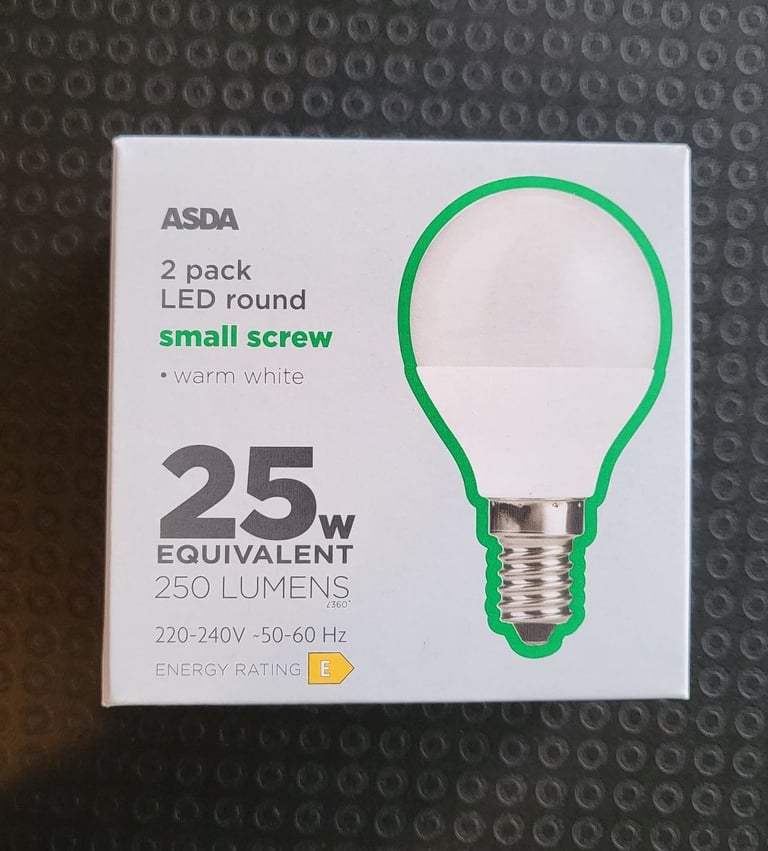 ASDA
2 pack
LED round
small screw
• warm white
25w
EQUIVALENT
250 LUMENS
∠360°
220-240V ~50-60 Hz
ENERGY RATING E